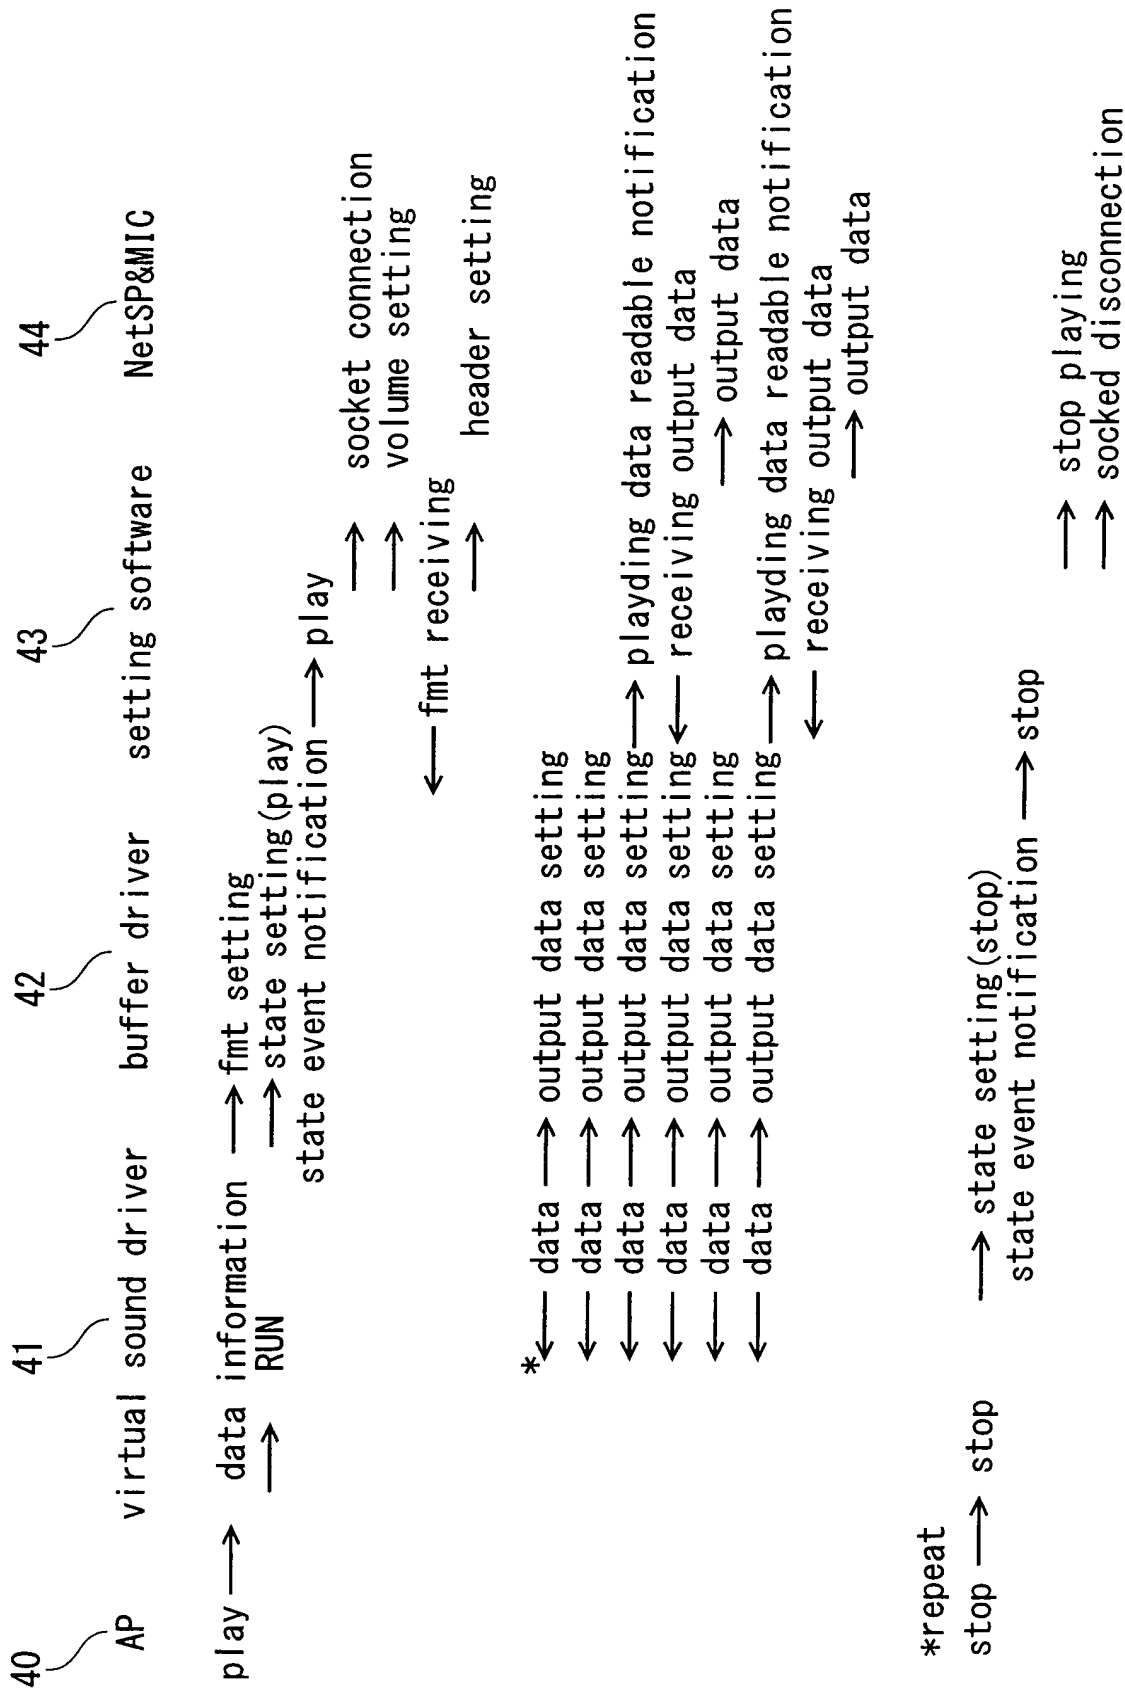 40 41 42 43 44
AP virtual sound driver buffer driver setting software NetSP&MIC
play → data information → fmt setting
→ RUN → state setting(play)
state event notification → play
→ socket connection
→ volume setting
← fmt receiving
→ header setting
* ← data → output data setting
← data → output data setting
← data → output data setting → playding data readable notification
← data → output data setting ← receiving output data
← data → output data setting → output data
← data → output data setting → playding data readable notification
← receiving output data
→ output data
*repeat
stop → stop → state setting(stop)
state event notification → stop
→ stop playing
→ socked disconnection